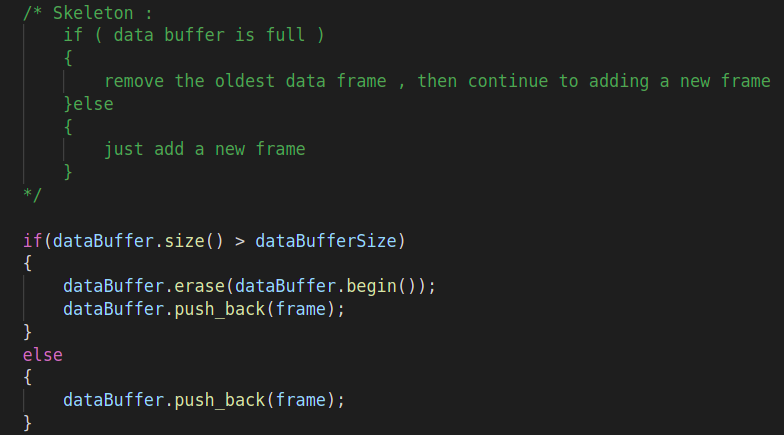 /* Skeleton :
if ( data buffer is full )
{
remove the oldest data frame , then continue to adding a new frame
}else
{
just add a new frame
}
*/
if(dataBuffer.size() > dataBufferSize)
{
dataBuffer.erase(dataBuffer.begin());
dataBuffer.push_back(frame);
}
else
{
dataBuffer.push_back(frame);
}